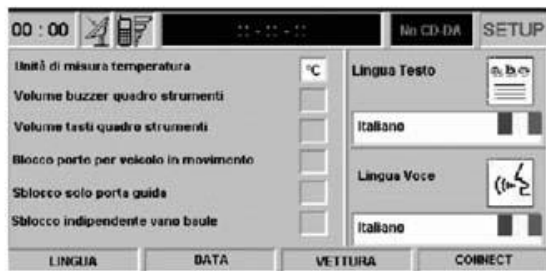 00 : 00 :: - :: - :: No CD-DA SETUP
Unità di misura temperatura °C
Volume buzzer quadro strumenti
Volume tasti quadro strumenti
Blocco porte per veicolo in movimento
Sblocco solo porta guida
Sblocco indipendente vano baule
Lingua Testo a.b.c
Italiano
Lingua Voce
Italiano
LINGUA DATA VETTURA CONNECT